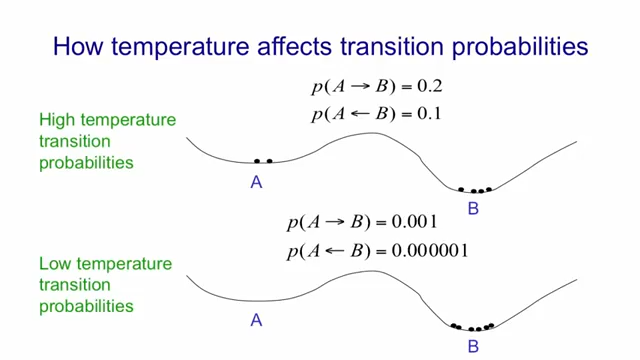 How temperature affects transition probabilities
p(A → B) = 0.2
p(A ← B) = 0.1
High temperature
transition
probabilities
A
B
p(A → B) = 0.001
p(A ← B) = 0.000001
Low temperature
transition
probabilities
A
B